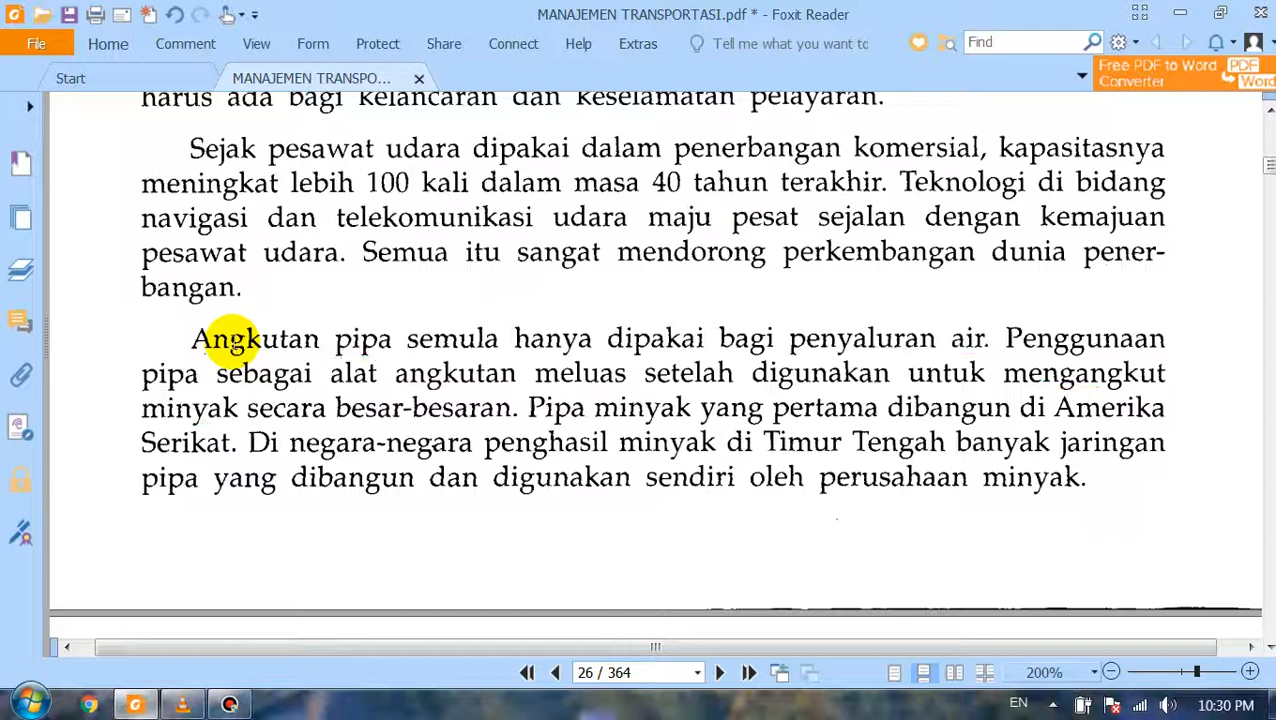 MANAJEMEN TRANSPORTASI.pdf * - Foxit Reader
File Home Comment View Form Protect Share Connect Help Extras Tell me what you want to Find
Start MANAJEMEN TRANSPO... Free PDF to Word Converter PDF Word
harus ada bagi kelancaran dan keselamatan pelayaran.
Sejak pesawat udara dipakai dalam penerbangan komersial, kapasitasnya
meningkat lebih 100 kali dalam masa 40 tahun terakhir. Teknologi di bidang
navigasi dan telekomunikasi udara maju pesat sejalan dengan kemajuan
pesawat udara. Semua itu sangat mendorong perkembangan dunia pener-
bangan.
Angkutan pipa semula hanya dipakai bagi penyaluran air. Penggunaan
pipa sebagai alat angkutan meluas setelah digunakan untuk mengangkut
minyak secara besar-besaran. Pipa minyak yang pertama dibangun di Amerika
Serikat. Di negara-negara penghasil minyak di Timur Tengah banyak jaringan
pipa yang dibangun dan digunakan sendiri oleh perusahaan minyak.
26 / 364 200%
EN 10:30 PM